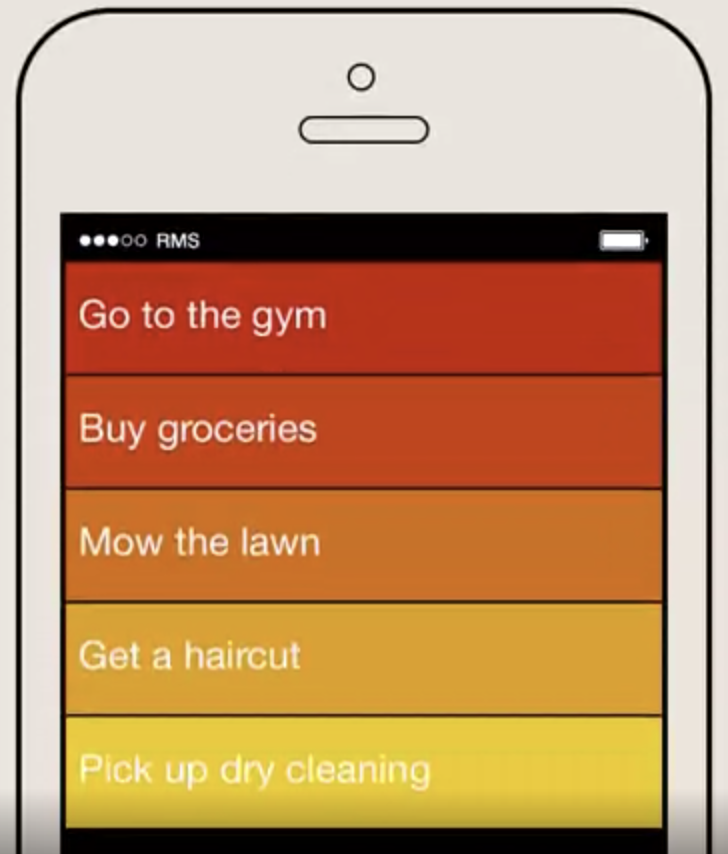 RMS
Go to the gym
Buy groceries
Mow the lawn
Get a haircut
Pick up dry cleaning